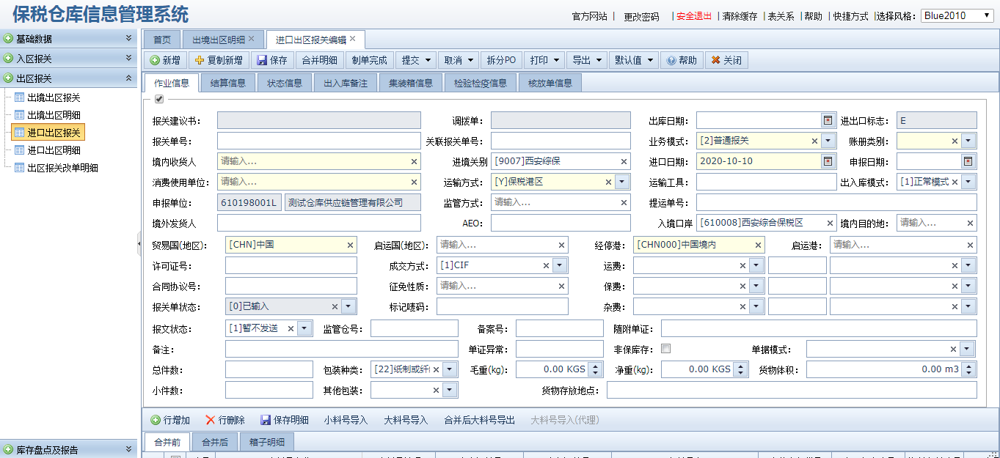 保税仓库信息管理系统
官方网站 | 更改密码 | 安全退出 | 清除缓存 | 表关系 | 帮助 | 快捷方式 | 选择风格: Blue2010
基础数据
入区报关
出区报关
出境出区报关
出境出区明细
进口出区报关
进口出区明细
出区报关改单明细
库存盘点及报告
首页 出境出区明细 进口出区报关编辑
新增 复制新增 保存 合并明细 制单完成 提交 取消 拆分PO 打印 导出 默认值 帮助 关闭
作业信息 结算信息 状态信息 出入库备注 集装箱信息 检验检疫信息 核放单信息
报关建议书: 调拨单: 出库日期: 进出口标志: E
报关单号: 关联报关单号: 业务模式: [2]普通报关 账册类别:
境内收货人 请输入... 进境关别 [9007]西安综保 进口日期: 2020-10-10 申报日期:
消费使用单位: 请输入... 运输方式: [Y]保税港区 运输工具: 出入库模式: [1]正常模式
申报单位: 610198001L 测试仓库供应链管理有限公司 监管方式: 请输入... 提运单号:
境外发货人 AEO: 入境口岸 [610008]西安综合保税区 境内目的地: 请输入...
贸易国(地区): [CHN]中国 启运国(地区): 请输入... 经停港: [CHN000]中国境内 启运港: 请输入...
许可证号: 成交方式: [1]CIF 运费:
合同协议号: 征免性质: 请输入... 保费:
报关单状态: [0]已输入 标记唛码: 杂费:
报文状态: [1]暂不发送 监管仓号: 备案号: 随附单证:
备注: 单证异常: 非保库存: 单据模式:
总件数: 包装种类: [22]纸制或纤 毛重(kg): 0.00 KGS 净重(kg): 0.00 KGS 货物体积: 0.00 m3
小件数: 其他包装: 货物存放地点:
行增加 行删除 保存明细 小料号导入 大料号导入 合并后大料号导出 大料号导入(代理)
合并前 合并后 箱子明细